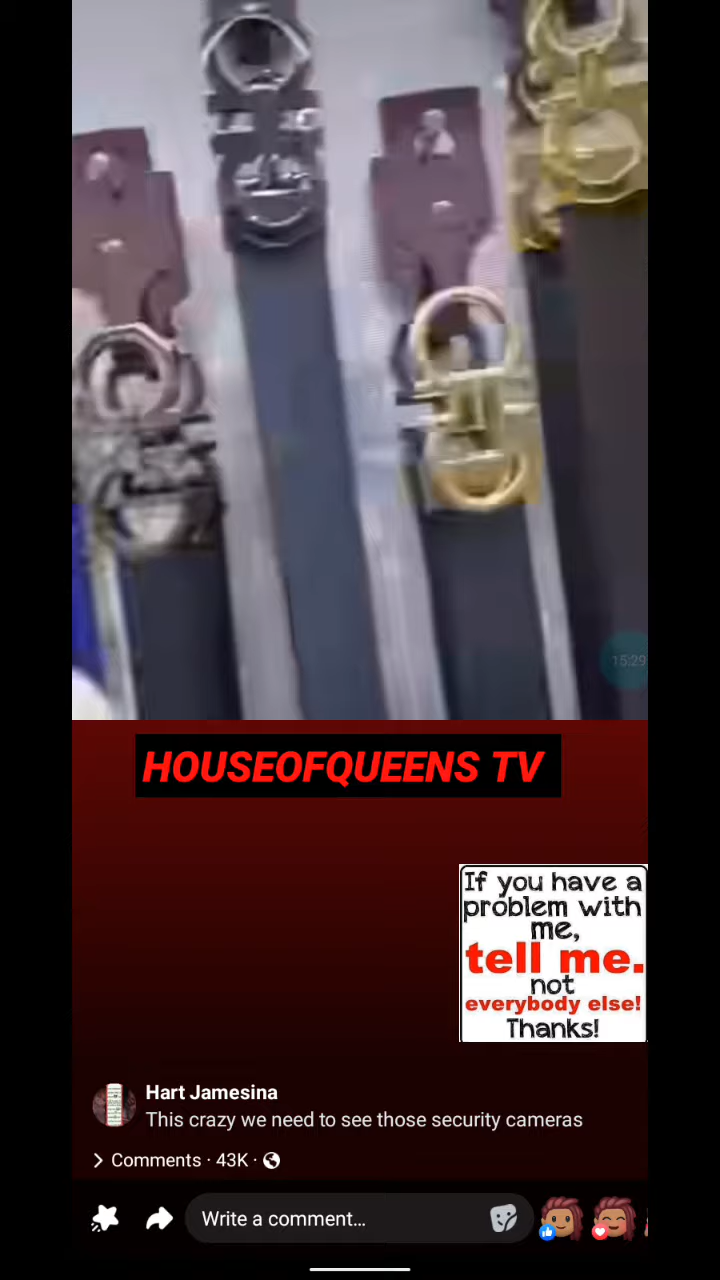 15:29
HOUSEOFQUEENS TV
If you have a
problem with
me,
tell me.
not
everybody else!
Thanks!
Hart Jamesina
This crazy we need to see those security cameras
Comments · 43K ·
Write a comment...